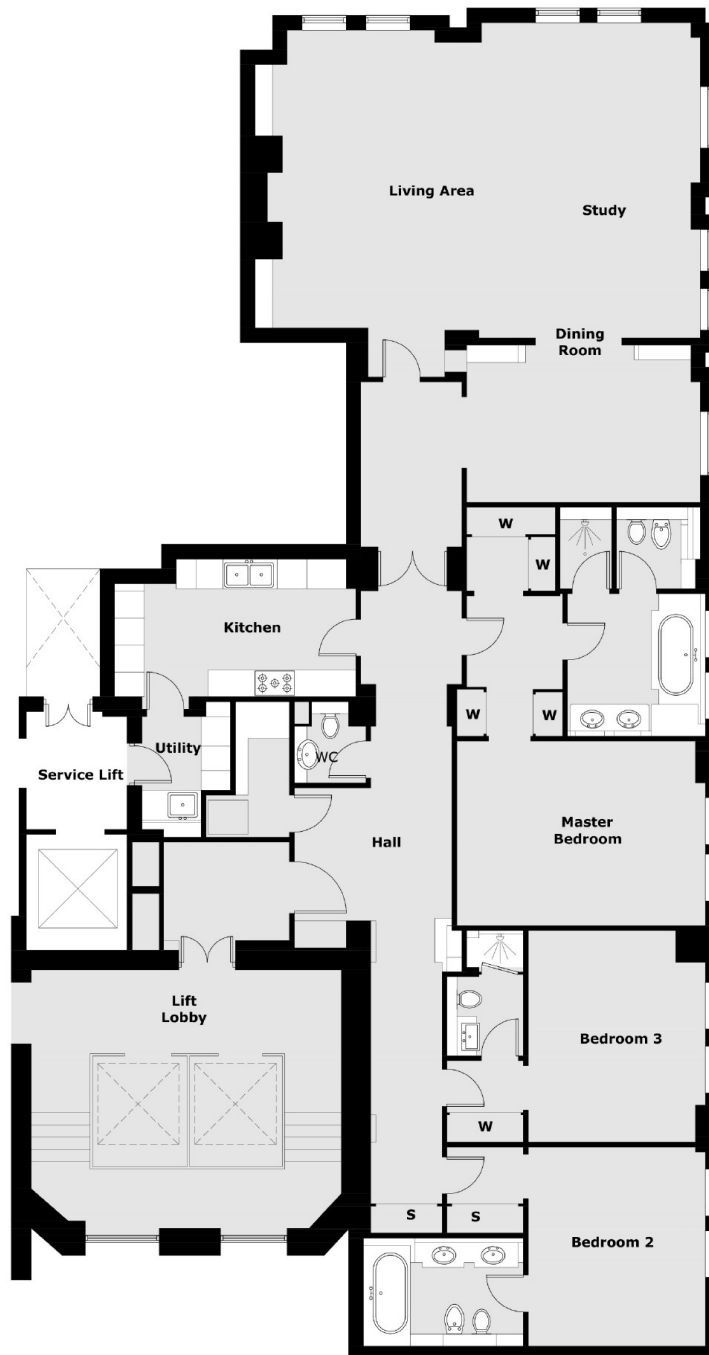 Living Area
Study
Dining
Room
W
W
Kitchen
W
W
Utility
WC
Service Lift
Master
Bedroom
Hall
Lift
Lobby
Bedroom 3
W
S
S
Bedroom 2